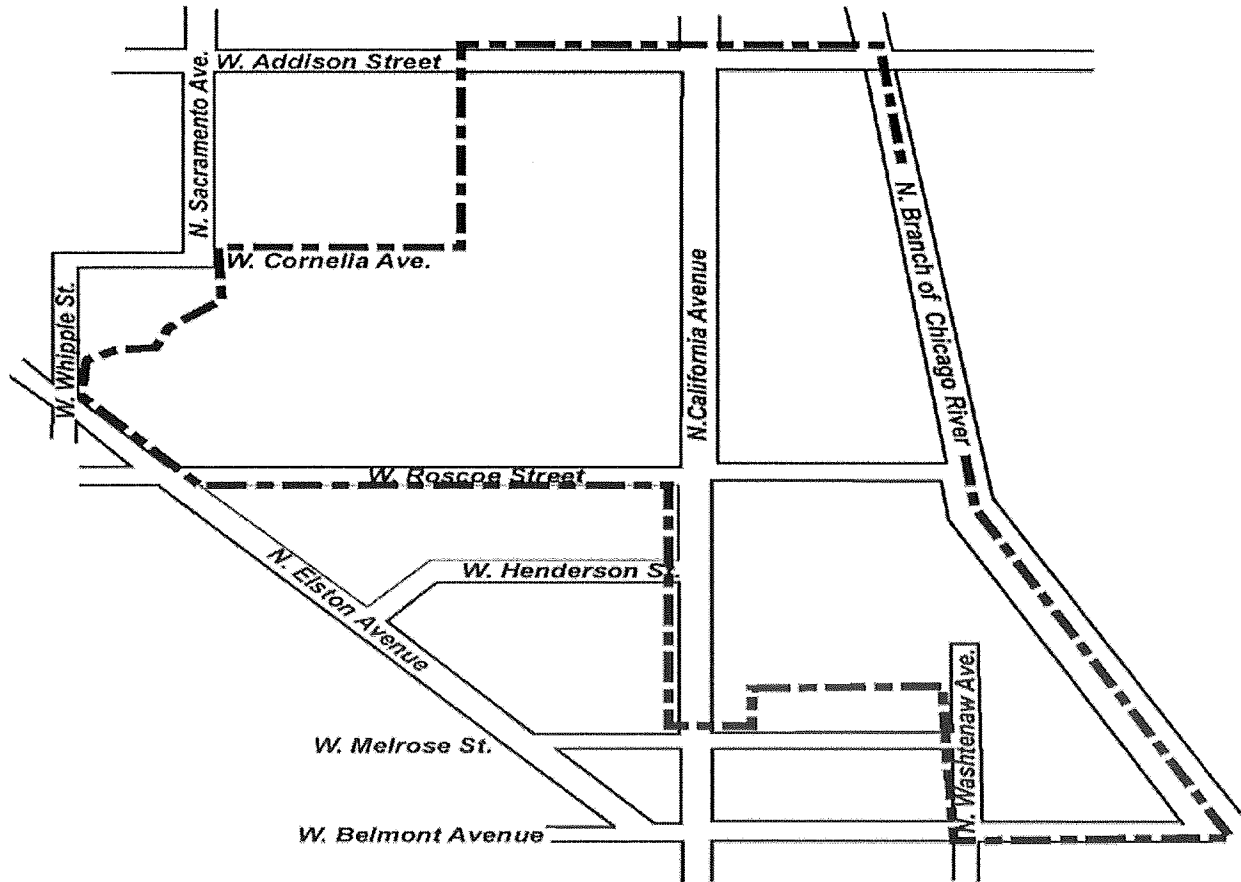 W. Addison Street
N. Sacramento Ave.
W. Cornelia Ave.
N. Branch of Chicago River
W. Whipple St.
N.California Avenue
W. Roscoe Street
W. Henderson St.
N. Elston Avenue
N. Washtenaw Ave.
W. Melrose St.
W. Belmont Avenue